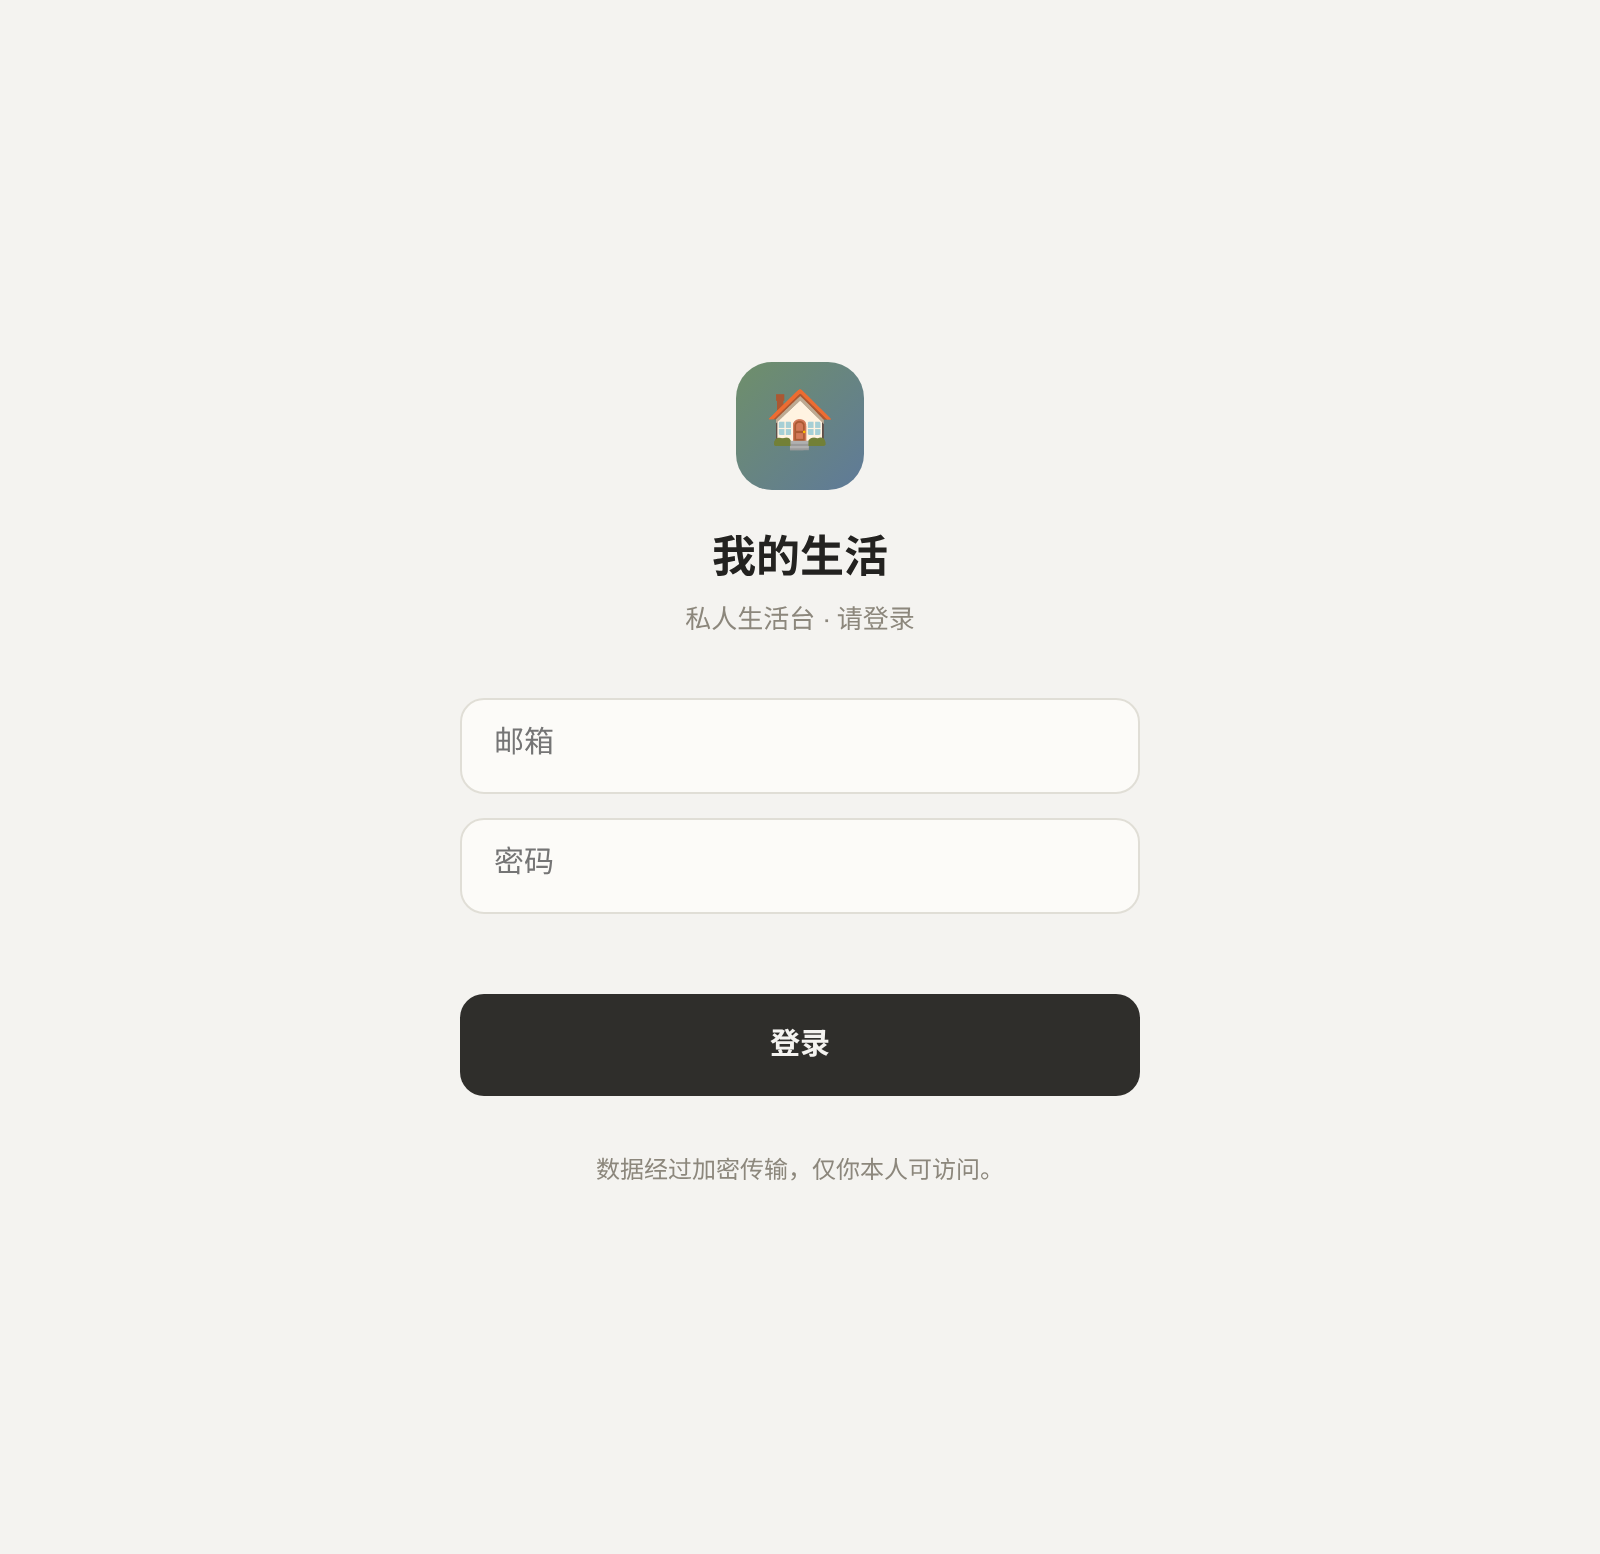 我的生活
私人生活台 · 请登录
邮箱
密码
登录
数据经过加密传输，仅你本人可访问。